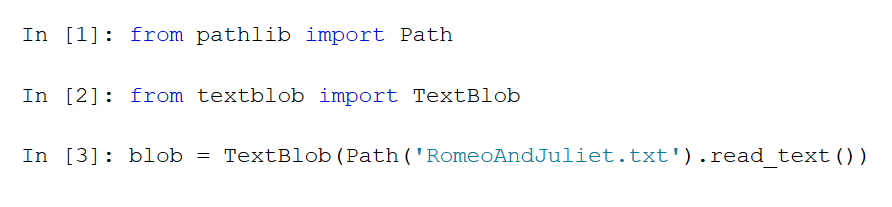 In [1]: from pathlib import Path
In [2]: from textblob import TextBlob
In [3]: blob = TextBlob(Path('RomeoAndJuliet.txt').read_text())